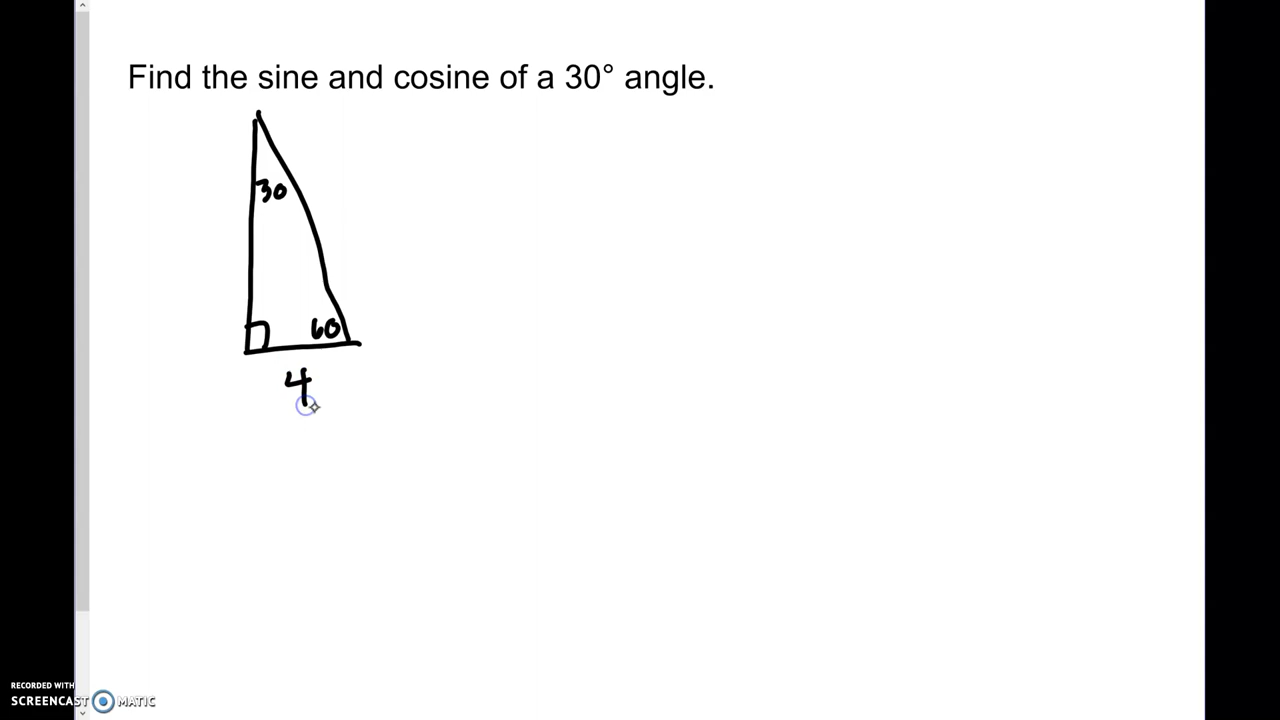 Find the sine and cosine of a 30° angle.
30
60
4
RECORDED WITH
SCREENCAST MATIC